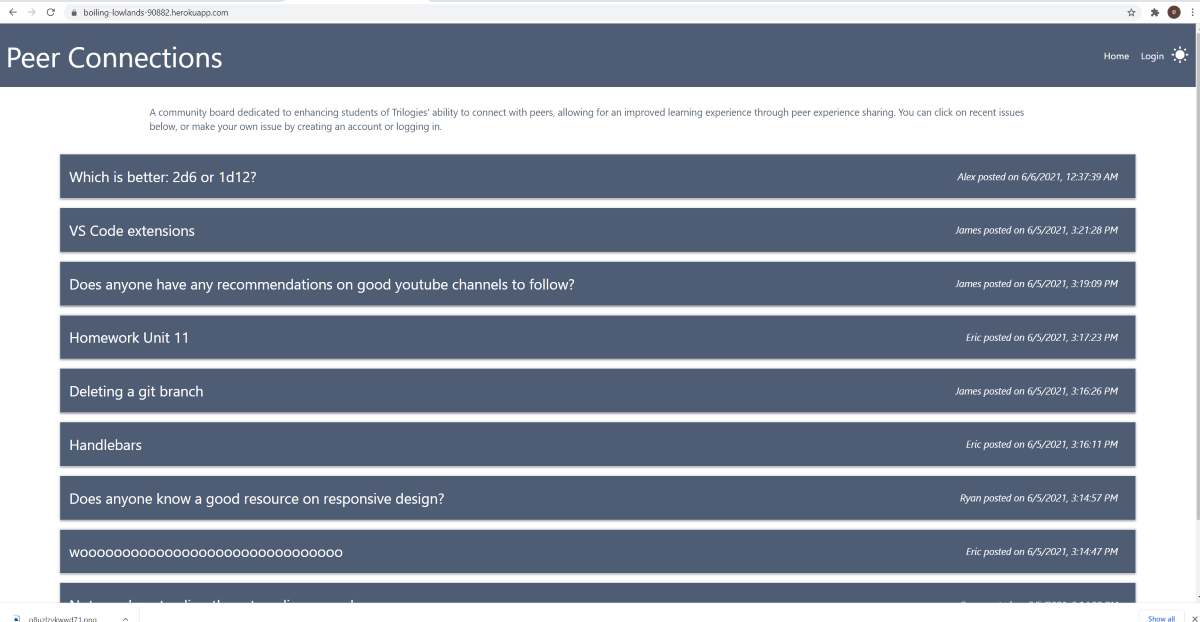 boiling-lowlands-90882.herokuapp.com
Peer Connections
Home Login
A community board dedicated to enhancing students of Trilogies' ability to connect with peers, allowing for an improved learning experience through peer experience sharing. You can click on recent issues
below, or make your own issue by creating an account or logging in.
Which is better: 2d6 or 1d12? Alex posted on 6/6/2021, 12:37:39 AM
VS Code extensions James posted on 6/5/2021, 3:21:28 PM
Does anyone have any recommendations on good youtube channels to follow? James posted on 6/5/2021, 3:19:09 PM
Homework Unit 11 Eric posted on 6/5/2021, 3:17:23 PM
Deleting a git branch James posted on 6/5/2021, 3:16:26 PM
Handlebars Eric posted on 6/5/2021, 3:16:11 PM
Does anyone know a good resource on responsive design? Ryan posted on 6/5/2021, 3:14:57 PM
wooooooooooooooooooooooooooooooo Eric posted on 6/5/2021, 3:14:47 PM
Show all